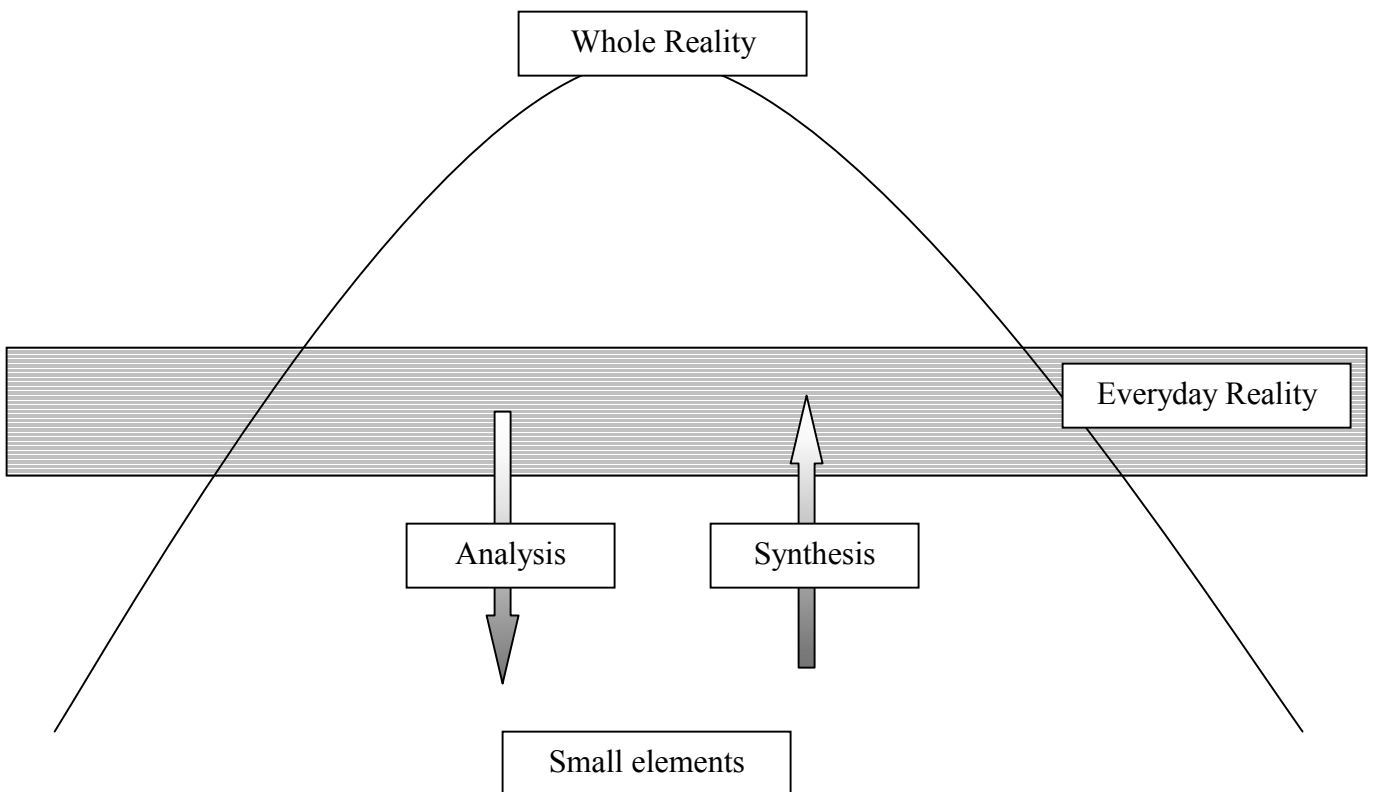 Whole Reality
Everyday Reality
Analysis
Synthesis
Small elements